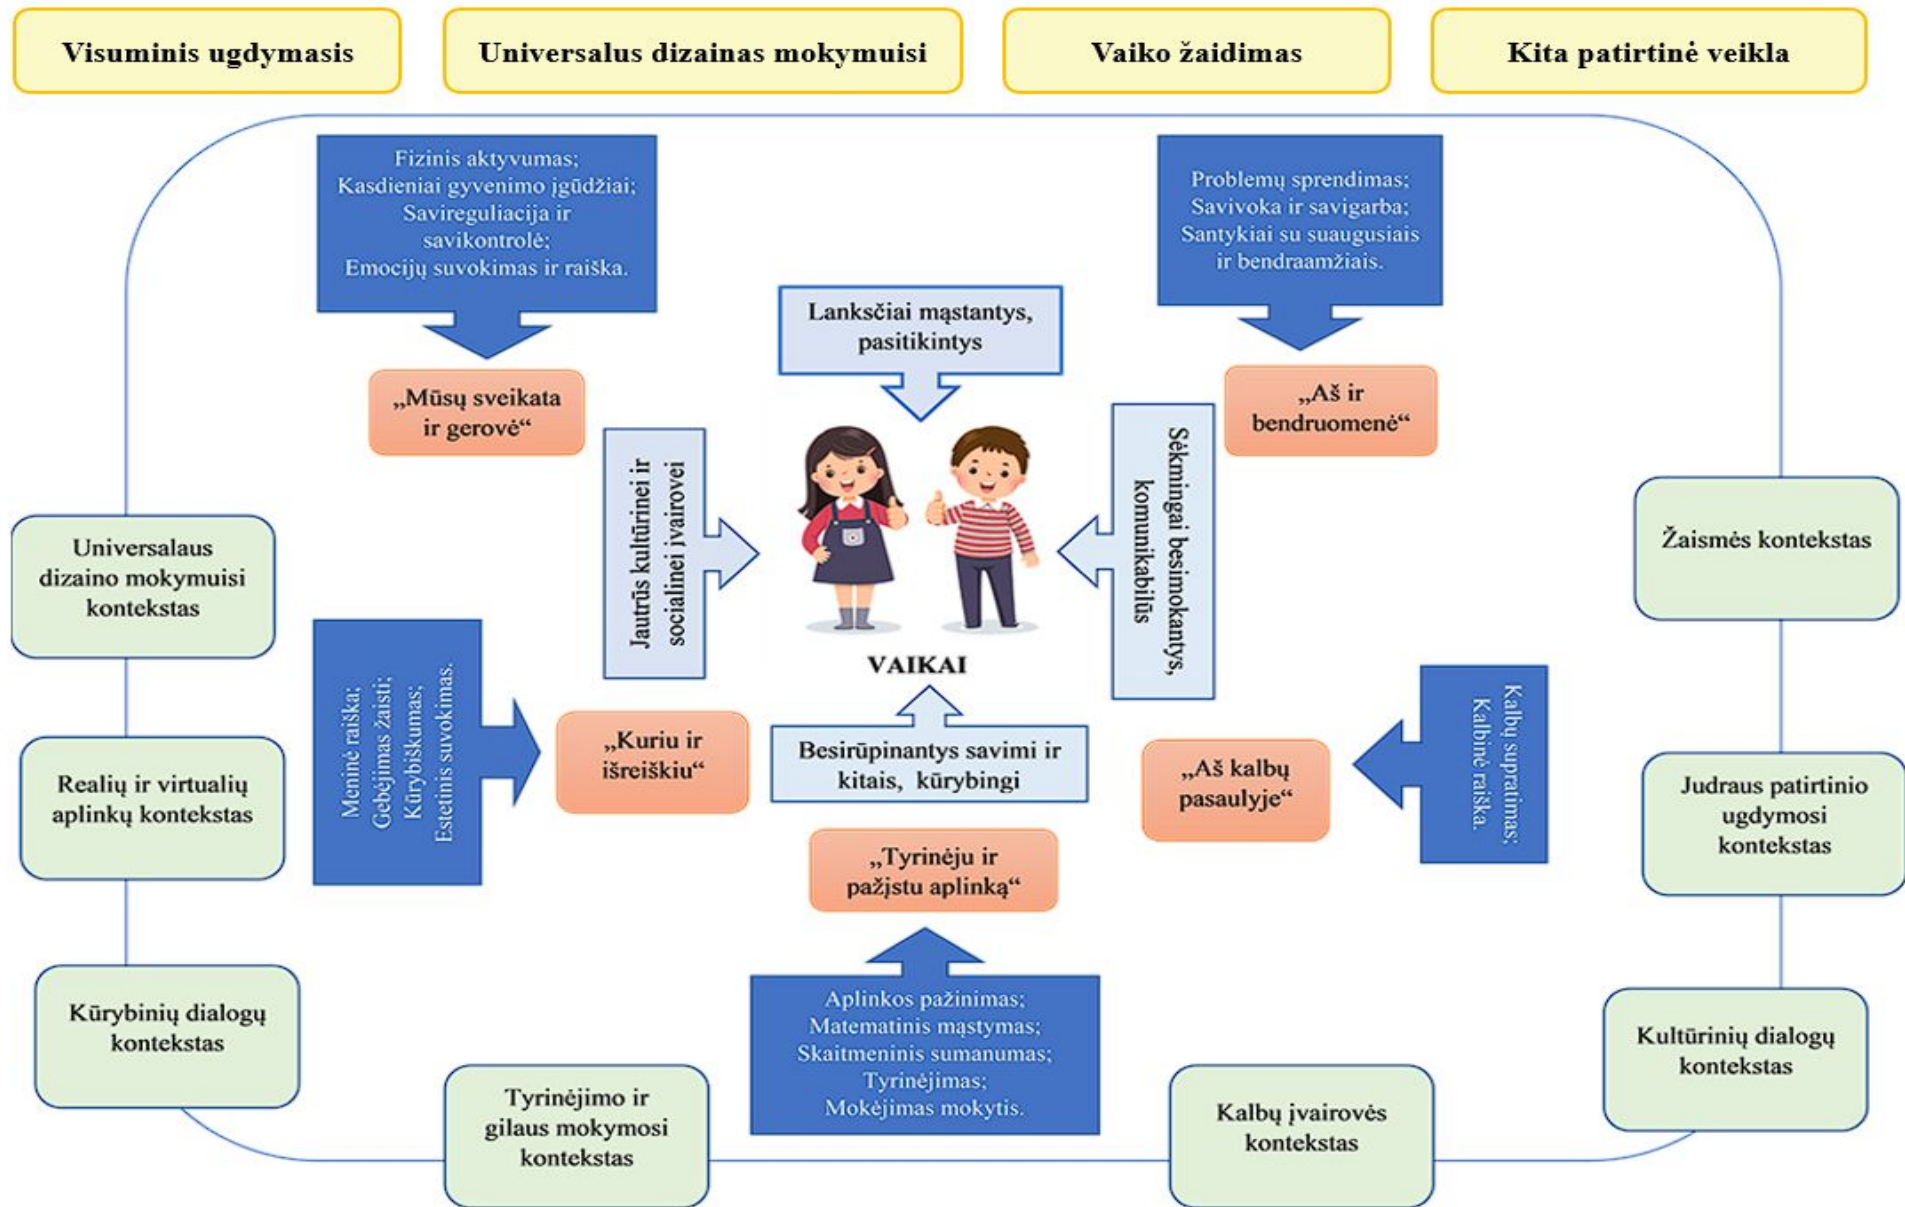 Visuminis ugdymasis
Universalus dizainas mokymuisi
Vaiko žaidimas
Kita patirtinė veikla
Fizinis aktyvumas;
Kasdieniai gyvenimo įgūdžiai;
Savireguliacija ir
savikontrolė;
Emocijų suvokimas ir raiška.
Problemų sprendimas;
Savivoka ir savigarba;
Santykiai su suaugusiais
ir bendraamžiais.
Lanksčiai mąstantys,
pasitikintys
„Mūsų sveikata
ir gerovė“
„Aš ir
bendruomenė“
Jautrūs kultūrinei ir
socialinei įvairovei
Sėkmingai besimokantys,
komunikabilūs
VAIKAI
Universalaus
dizaino mokymuisi
kontekstas
Žaismės kontekstas
Meninė raiška;
Gebėjimas žaisti;
Kūrybiškumas;
Estetinis suvokimas.
„Kuriu ir
išreiškiu“
Besirūpinantys savimi ir
kitais, kūrybingi
„Aš kalbų
pasaulyje“
Kalbų supratimas;
Kalbinė raiška.
Realių ir virtualių
aplinkų kontekstas
Judraus patirtinio
ugdymosi
kontekstas
„Tyrinėju ir
pažįstu aplinką“
Kūrybinių dialogų
kontekstas
Aplinkos pažinimas;
Matematinis mąstymas;
Skaitmeninis sumanumas;
Tyrinėjimas;
Mokėjimas mokytis.
Kultūrinių dialogų
kontekstas
Tyrinėjimo ir
gilaus mokymosi
kontekstas
Kalbų įvairovės
kontekstas